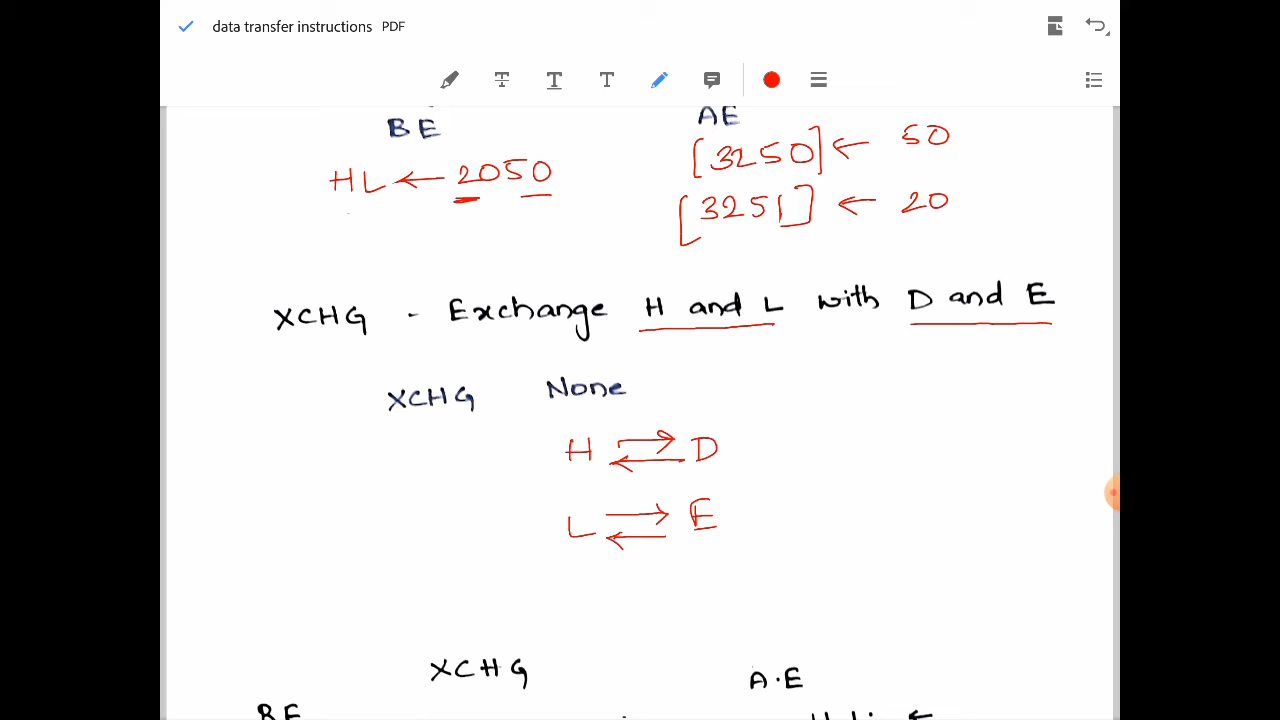 data transfer instructions PDF
BE AE
HL ← 2050 [3250] ← 50
[3251] ← 20
XCHG - Exchange H and L with D and E
XCHG None
H ⇄ D
L ⇄ E
XCHG A.E
BE